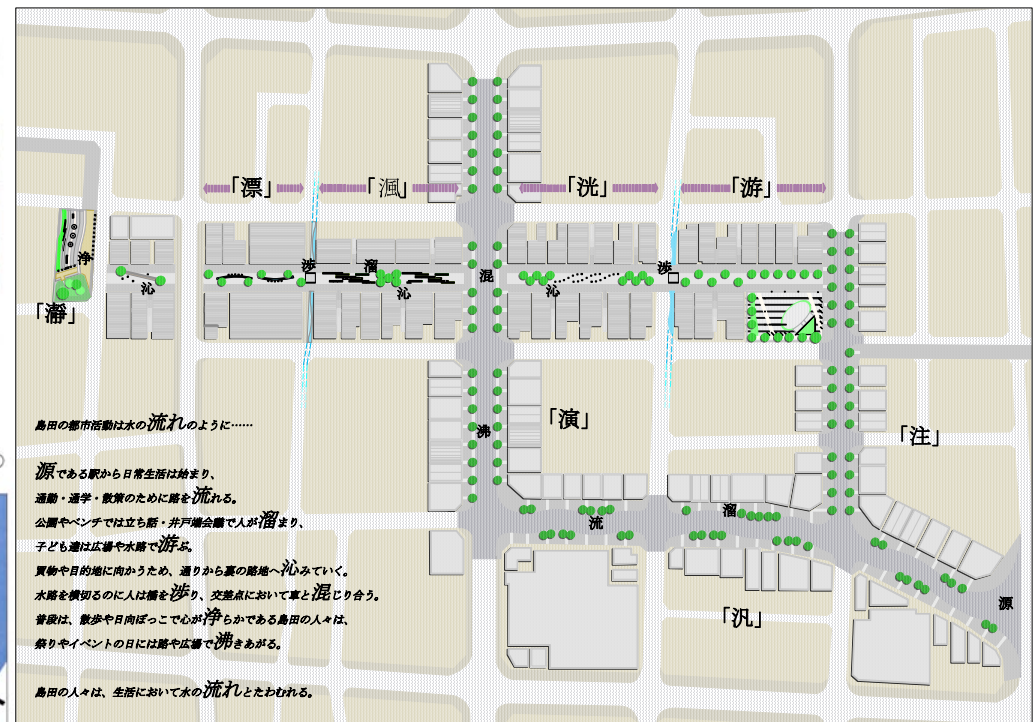 「漂」
「渢」
「洸」
「游」
浄
沁
「瀞」
渉
溜
沁
混
沁
渉
島田の都市活動は水の流れのように……
源である駅から日常生活は始まり、
通勤・通学・散策のために路を流れる。
公園やベンチでは立ち話・井戸端会議で人が溜まり、
子ども達は広場や水路で游ぶ。
買物や目的地に向かうため、通りから裏の路地へ沁みていく。
水路を横切るのに人は橋を渉り、交差点において車と混じり合う。
普段は、散歩や日向ぼっこで心が浄らかである島田の人々は、
祭りやイベントの日には路や広場で沸きあがる。
島田の人々は、生活において水の流れとたわむれる。
沸
「演」
「注」
流
溜
「汎」
源